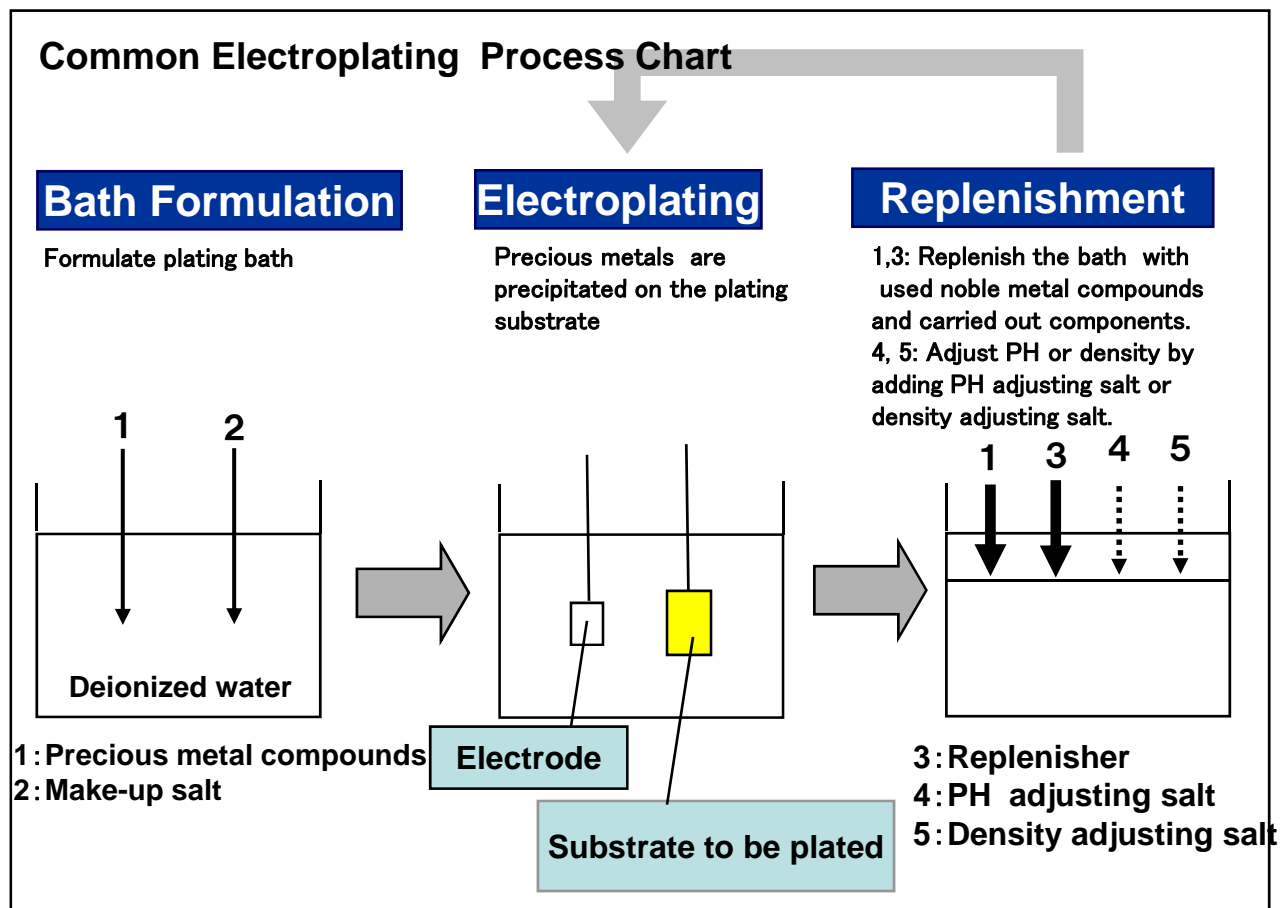 Common Electroplating  Process Chart
Bath Formulation
Formulate plating bath
1
2
Deionized water
1:Precious metal compounds
2:Make-up salt
Electroplating
Precious metals  are
precipitated on the plating
substrate
Electrode
Substrate to be plated
Replenishment
1,3: Replenish the bath  with
used noble metal compounds
and carried out components.
4, 5: Adjust PH or density by
adding PH adjusting salt or
density adjusting salt.
1 3 4 5
3:Replenisher
4:PH  adjusting salt
5:Density adjusting salt